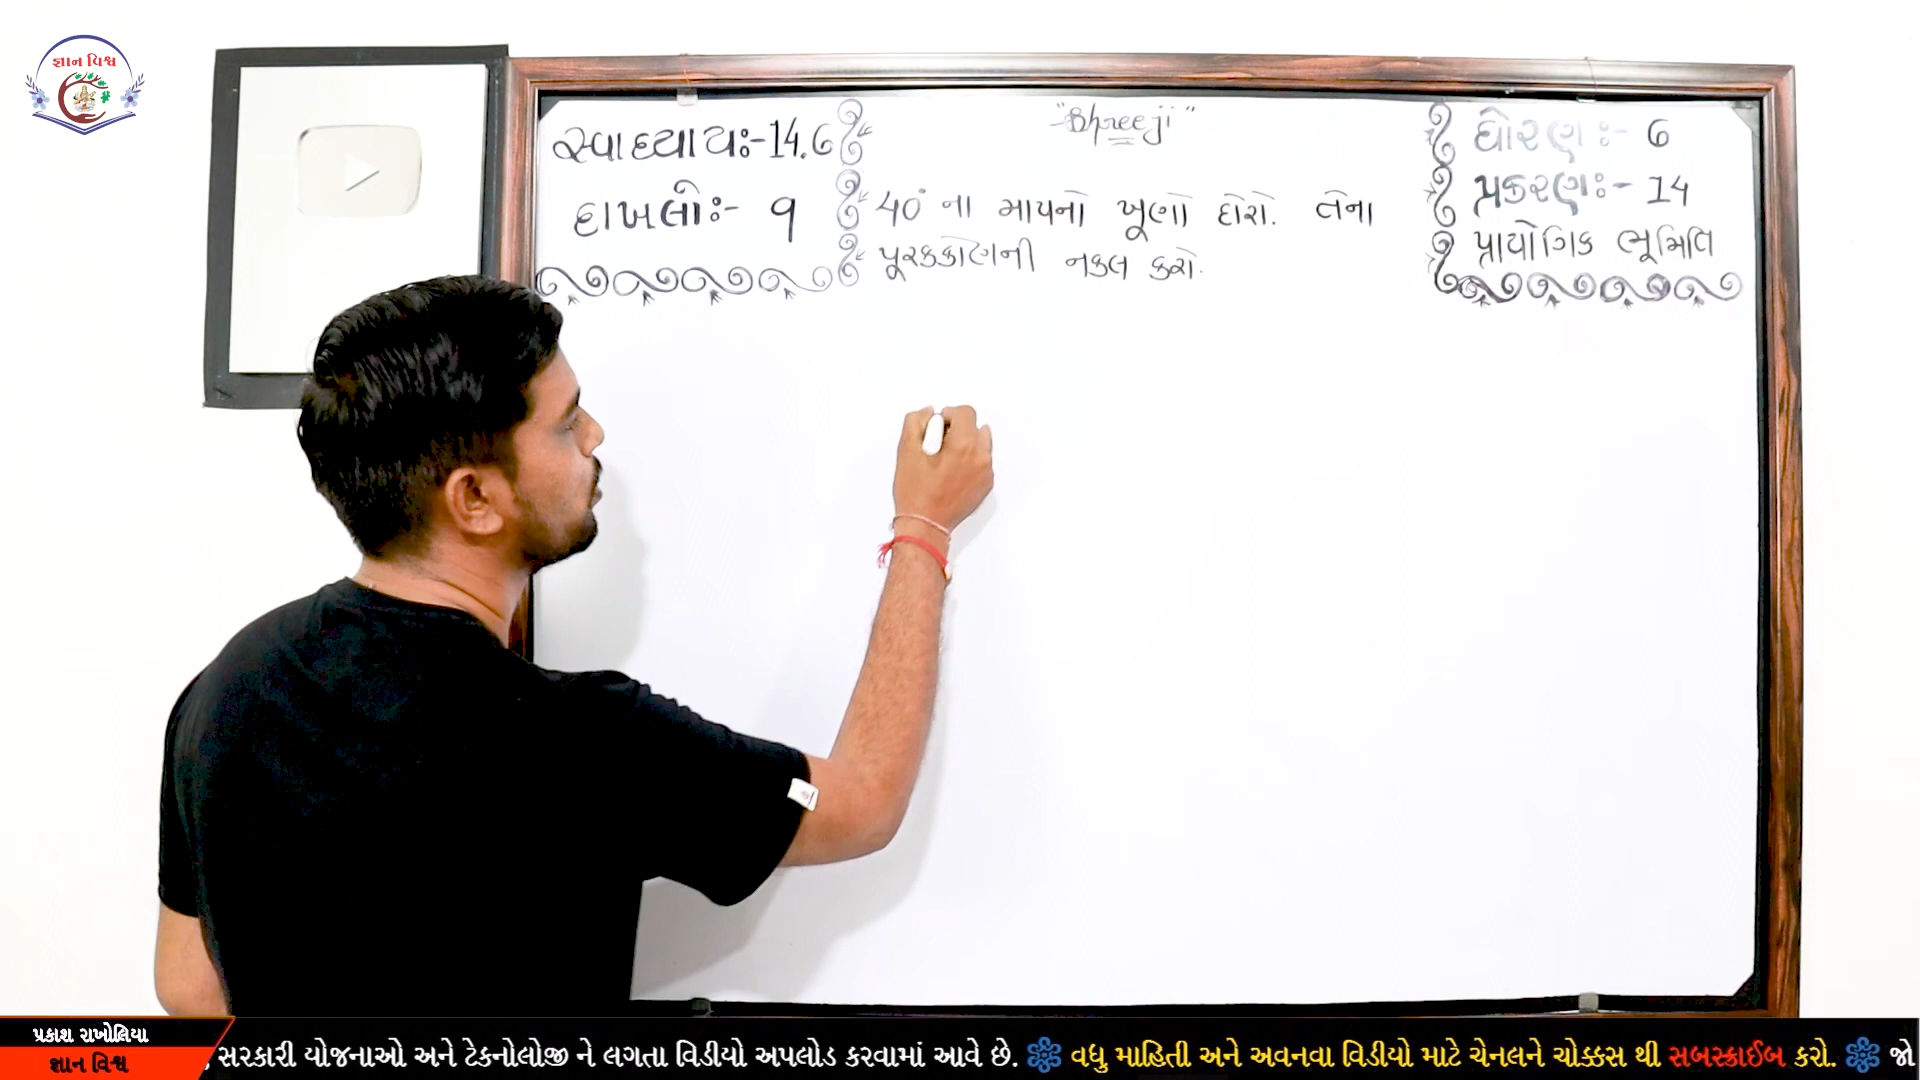 જ્ઞાન વિશ્વ
સ્વાધ્યાયઃ-14.6
દાખલોઃ- ૧
"Shreeji"
40° ના માપનો ખૂણો દોરો. તેના
પૂરકકોણની નકલ કરો.
ધોરણઃ- 6
પ્રકરણઃ- 14
પ્રાયોગિક ભૂમિતિ
પ્રકાશ રાખોલિયા
જ્ઞાન વિશ્વ
સરકારી યોજનાઓ અને ટેકનોલોજી ને લગતા વિડીયો અપલોડ કરવામાં આવે છે. વધુ માહિતી અને અવનવા વિડીયો માટે ચેનલને ચોક્કસ થી સબસ્ક્રાઈબ કરો. જો